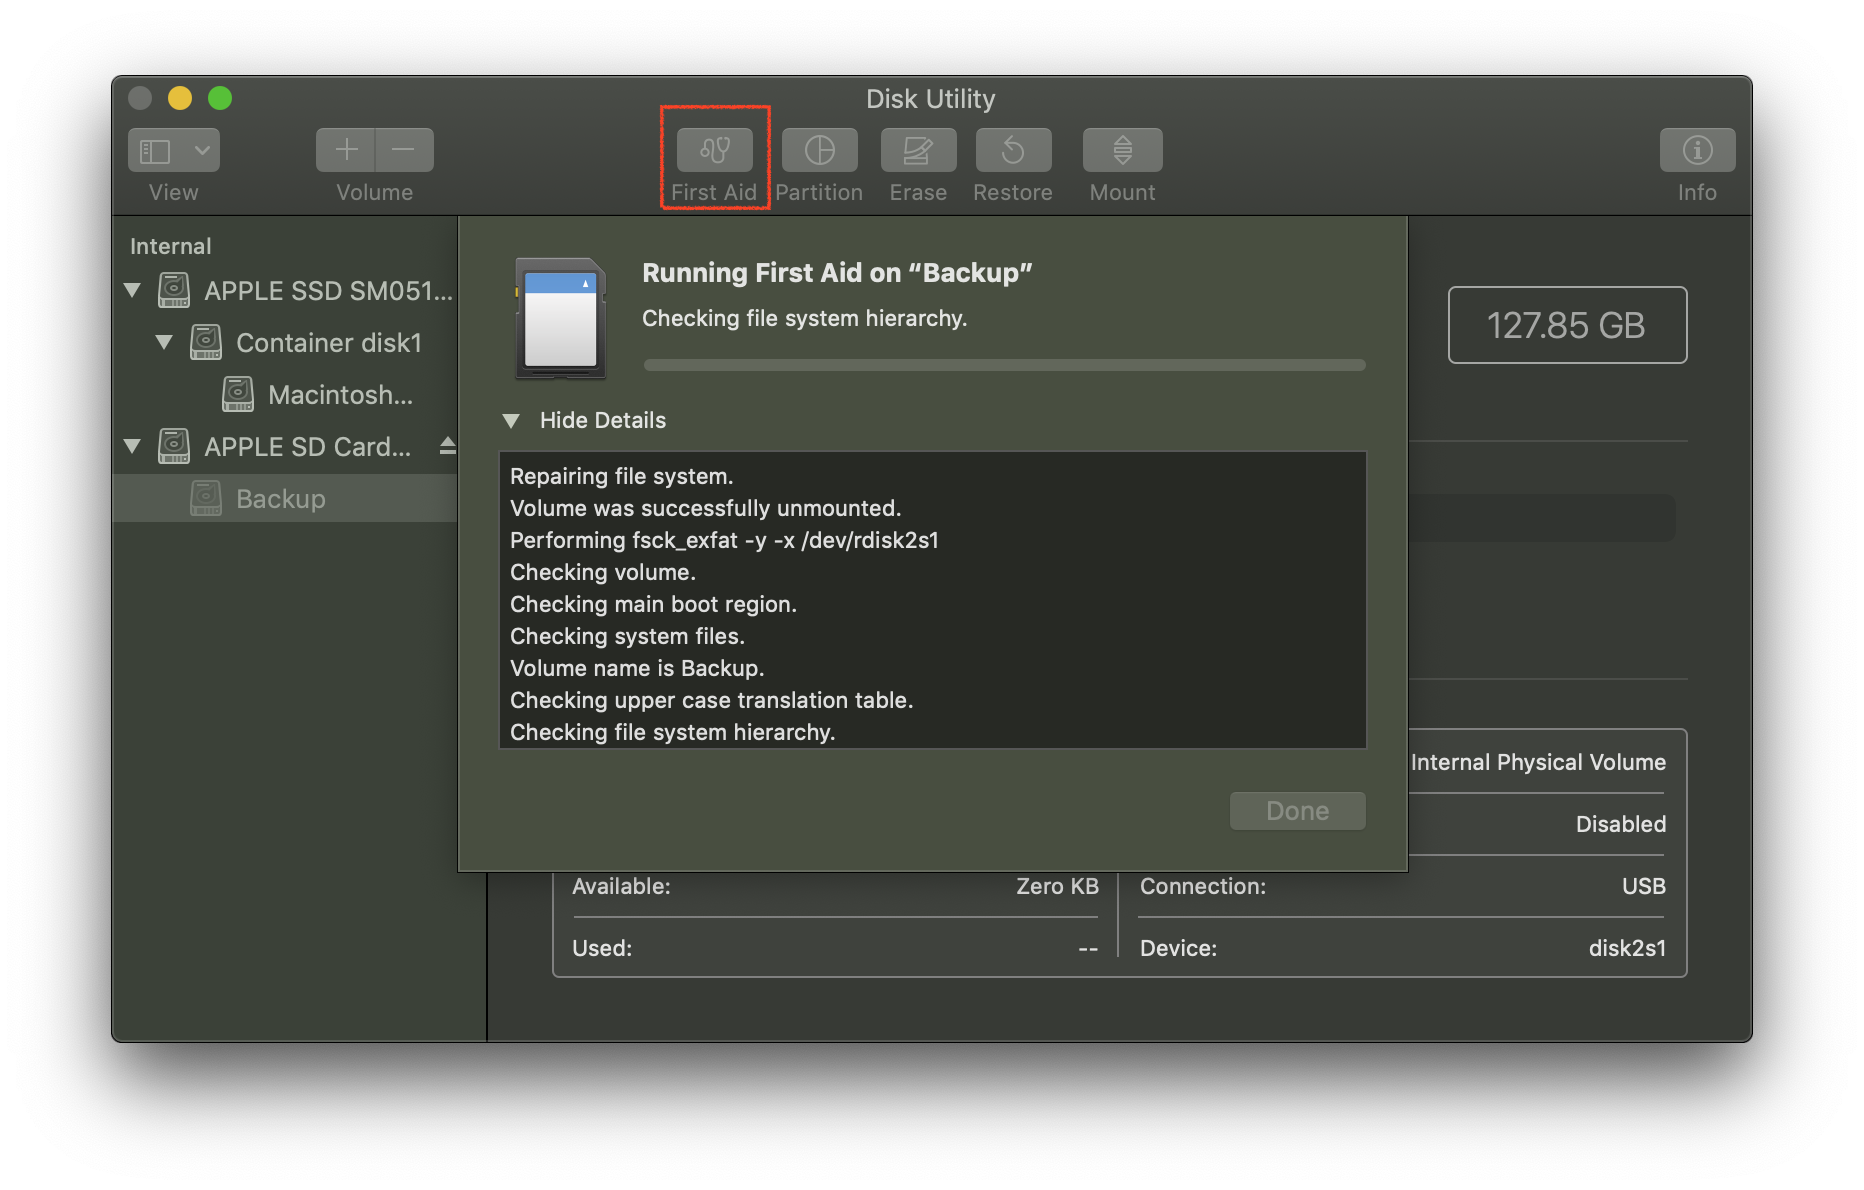 Disk Utility
View
Volume
First Aid
Partition
Erase
Restore
Mount
Info
Internal
APPLE SSD SM051...
Container disk1
Macintosh...
APPLE SD Card...
Backup
Running First Aid on “Backup”
Checking file system hierarchy.
127.85 GB
Hide Details
Repairing file system.
Volume was successfully unmounted.
Performing fsck_exfat -y -x /dev/rdisk2s1
Checking volume.
Checking main boot region.
Checking system files.
Volume name is Backup.
Checking upper case translation table.
Checking file system hierarchy.
Done
Internal Physical Volume
Disabled
Available: Zero KB
Connection: USB
Used: --
Device: disk2s1